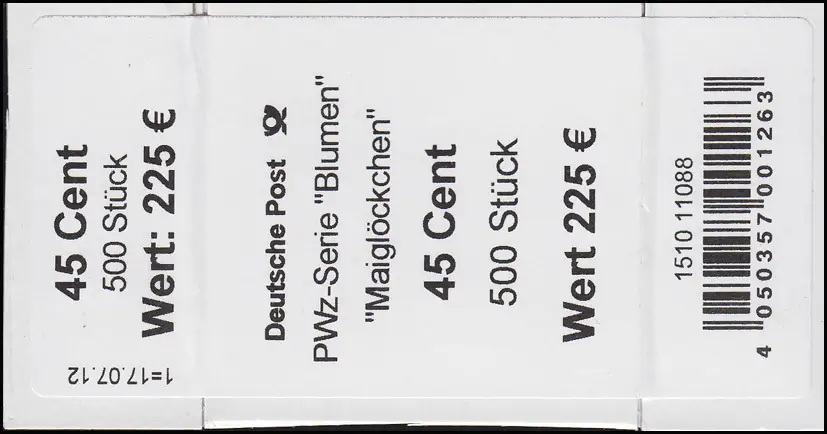 45 Cent
500 Stück
Wert: 225 €
1=17.07.12
Deutsche Post
PWz-Serie "Blumen"
"Maiglöckchen"
45 Cent
500 Stück
Wert 225 €
1510 11088
4 050357 001263